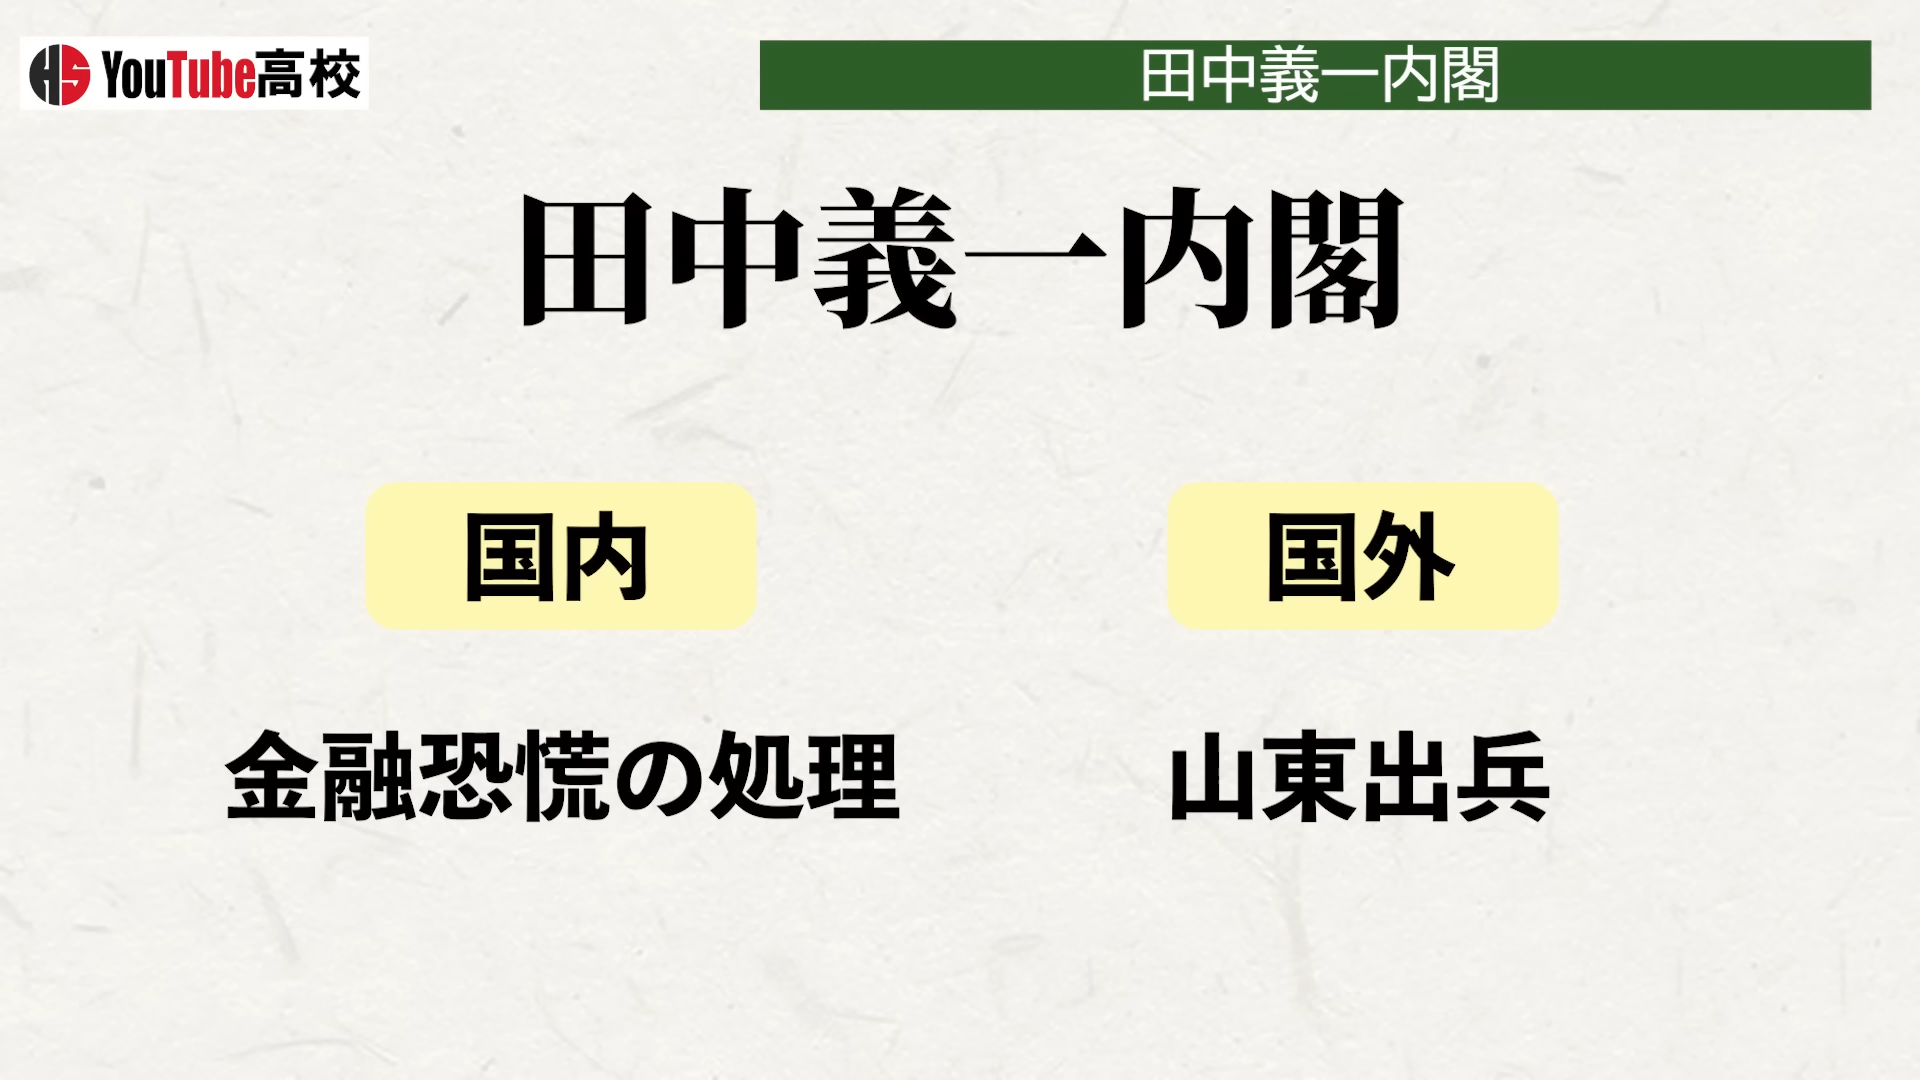 YouTube高校
田中義一内閣
田中義一内閣
国内
国外
金融恐慌の処理
山東出兵